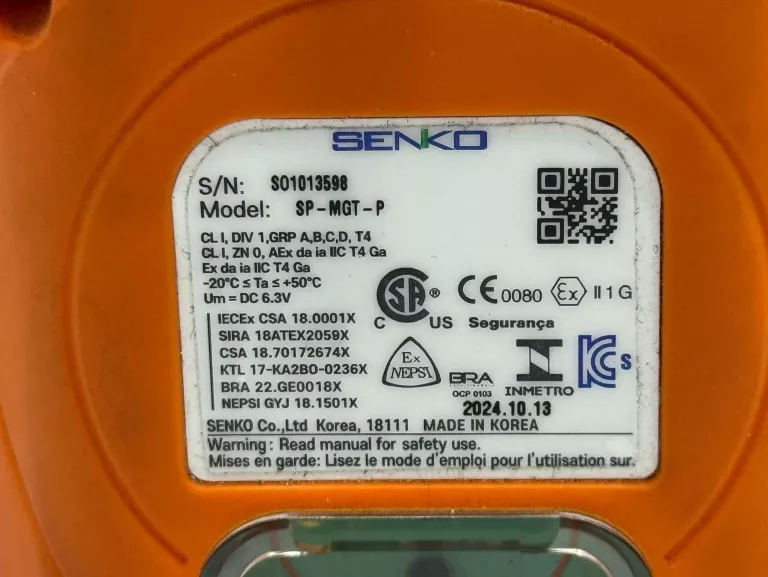 SENKO
S/N: SO1013598
Model: SP-MGT-P
CL I, DIV 1,GRP A,B,C,D, T4
CL I, ZN 0, AEx da ia IIC T4 Ga
Ex da ia IIC T4 Ga
-20°C ≤ Ta ≤ +50°C
Um = DC 6.3V
IECEx CSA 18.0001X
SIRA 18ATEX2059X
CSA 18.70172674X
KTL 17-KA2BO-0236X
BRA 22.GE0018X
NEPSI GYJ 18.1501X
CSA ®
C US
CE 0080 Ex II 1 G
Segurança
Ex
NEPSI
BRA
OCP 0103
INMETRO
KC s
2024.10.13
SENKO Co.,Ltd Korea, 18111 MADE IN KOREA
Warning: Read manual for safety use.
Mises en garde: Lisez le mode d'emploi pour l'utilisation sur.